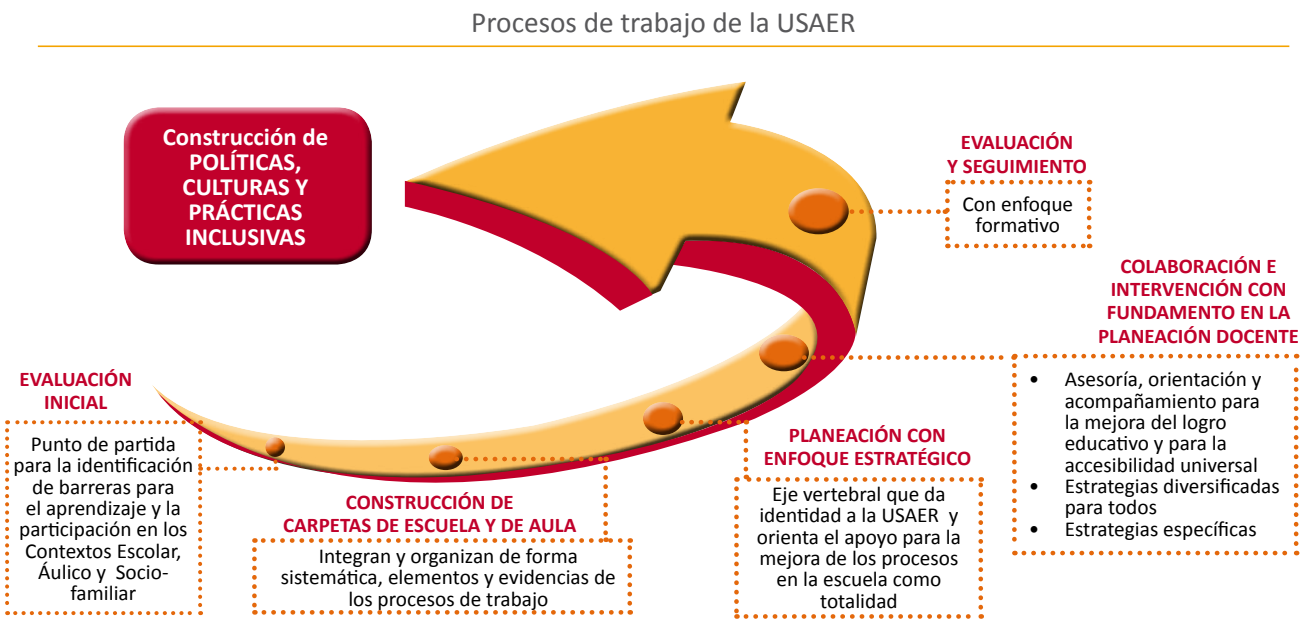 Procesos de trabajo de la USAER
Construcción de
POLÍTICAS,
CULTURAS Y
PRÁCTICAS
INCLUSIVAS
EVALUACIÓN
INICIAL
Punto de partida
para la identificación
de barreras para
el aprendizaje y la
participación en los
Contextos Escolar,
Áulico y Socio-
familiar
CONSTRUCCIÓN DE
CARPETAS DE ESCUELA Y DE AULA
Integran y organizan de forma
sistemática, elementos y evidencias de
los procesos de trabajo
PLANEACIÓN CON
ENFOQUE ESTRATÉGICO
Eje vertebral que da
identidad a la USAER y
orienta el apoyo para la
mejora de los procesos
en la escuela como
totalidad
COLABORACIÓN E
INTERVENCIÓN CON
FUNDAMENTO EN LA
PLANEACIÓN DOCENTE
• Asesoría, orientación y
acompañamiento para
la mejora del logro
educativo y para la
accesibilidad universal
• Estrategias diversificadas
para todos
• Estrategias específicas
EVALUACIÓN
Y SEGUIMIENTO
Con enfoque
formativo